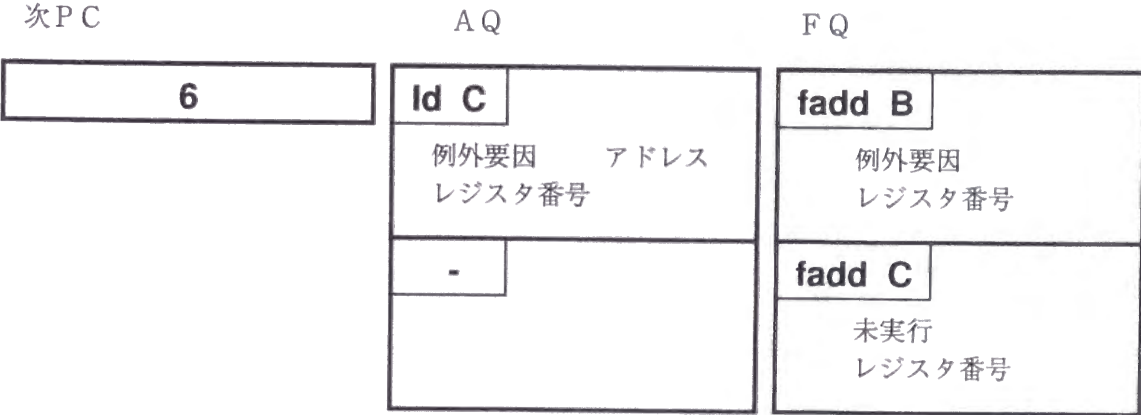 次PC
AQ
FQ
6
ld C
例外要因 アドレス
レジスタ番号
-
fadd B
例外要因
レジスタ番号
fadd C
未実行
レジスタ番号